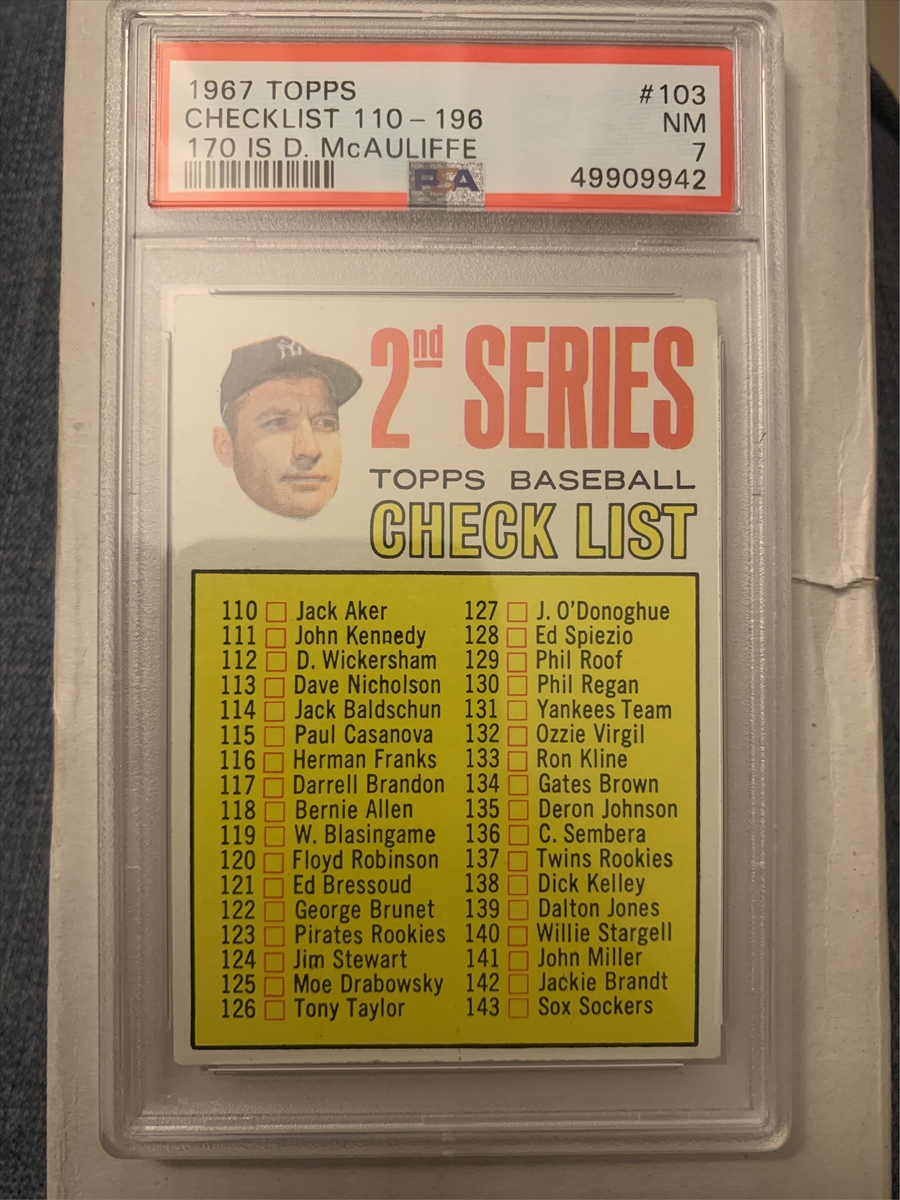 1967 TOPPS #103
CHECKLIST 110-196 NM
170 IS D. McAULIFFE 7
PSA 49909942
NY
2nd SERIES
TOPPS BASEBALL
CHECK LIST
110 Jack Aker
111 John Kennedy
112 D. Wickersham
113 Dave Nicholson
114 Jack Baldschun
115 Paul Casanova
116 Herman Franks
117 Darrell Brandon
118 Bernie Allen
119 W. Blasingame
120 Floyd Robinson
121 Ed Bressoud
122 George Brunet
123 Pirates Rookies
124 Jim Stewart
125 Moe Drabowsky
126 Tony Taylor
127 J. O'Donoghue
128 Ed Spiezio
129 Phil Roof
130 Phil Regan
131 Yankees Team
132 Ozzie Virgil
133 Ron Kline
134 Gates Brown
135 Deron Johnson
136 C. Sembera
137 Twins Rookies
138 Dick Kelley
139 Dalton Jones
140 Willie Stargell
141 John Miller
142 Jackie Brandt
143 Sox Sockers